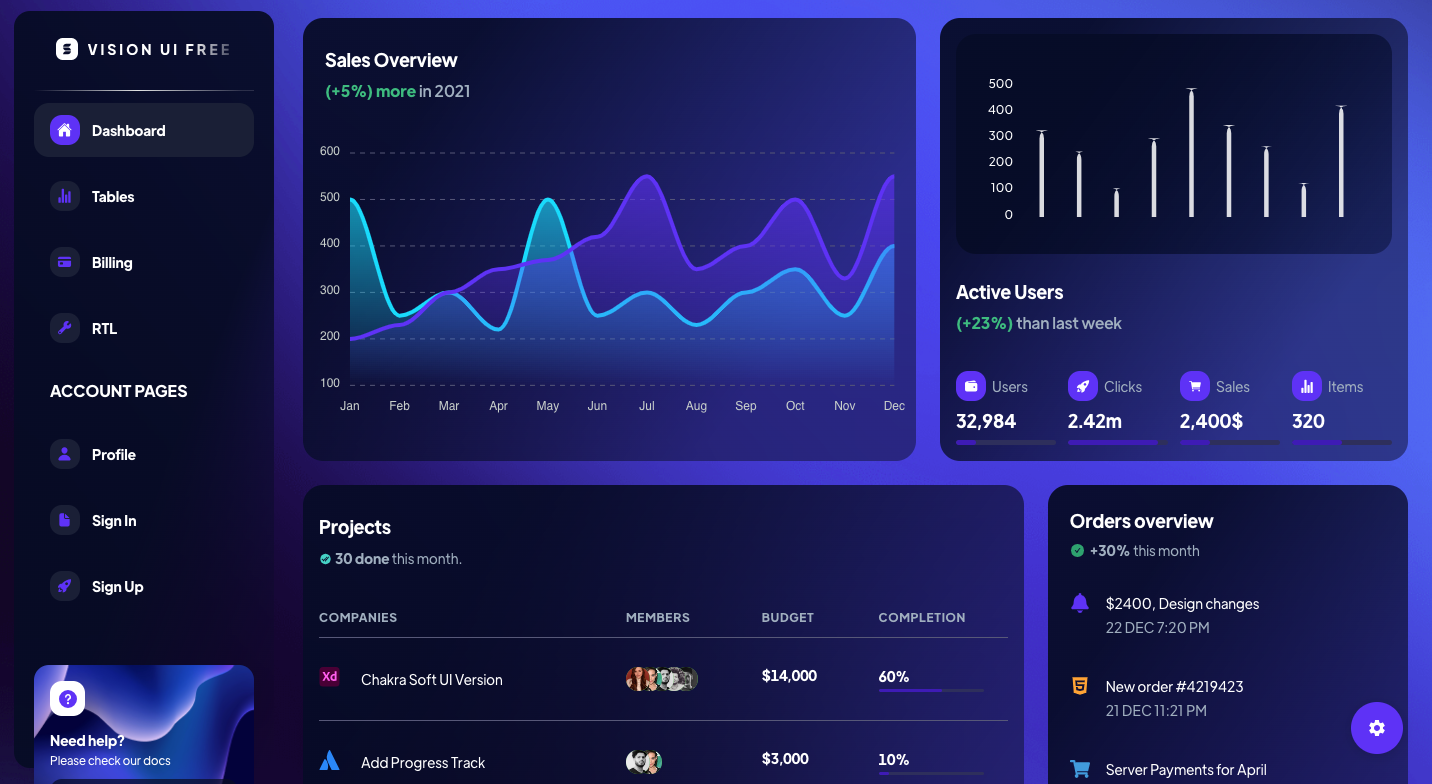 VISION UI FREE
Dashboard
Tables
Billing
RTL
ACCOUNT PAGES
Profile
Sign In
Sign Up
Need help?
Please check our docs
Sales Overview
(+5%) more in 2021
600
500
400
300
200
100
Jan Feb Mar Apr May Jun Jul Aug Sep Oct Nov Dec
500
400
300
200
100
0
Active Users
(+23%) than last week
Users Clicks Sales Items
32,984 2.42m 2,400$ 320
Projects
30 done this month.
COMPANIES MEMBERS BUDGET COMPLETION
Xd Chakra Soft UI Version $14,000 60%
Add Progress Track $3,000 10%
Orders overview
+30% this month
$2400, Design changes
22 DEC 7:20 PM
New order #4219423
21 DEC 11:21 PM
Server Payments for April